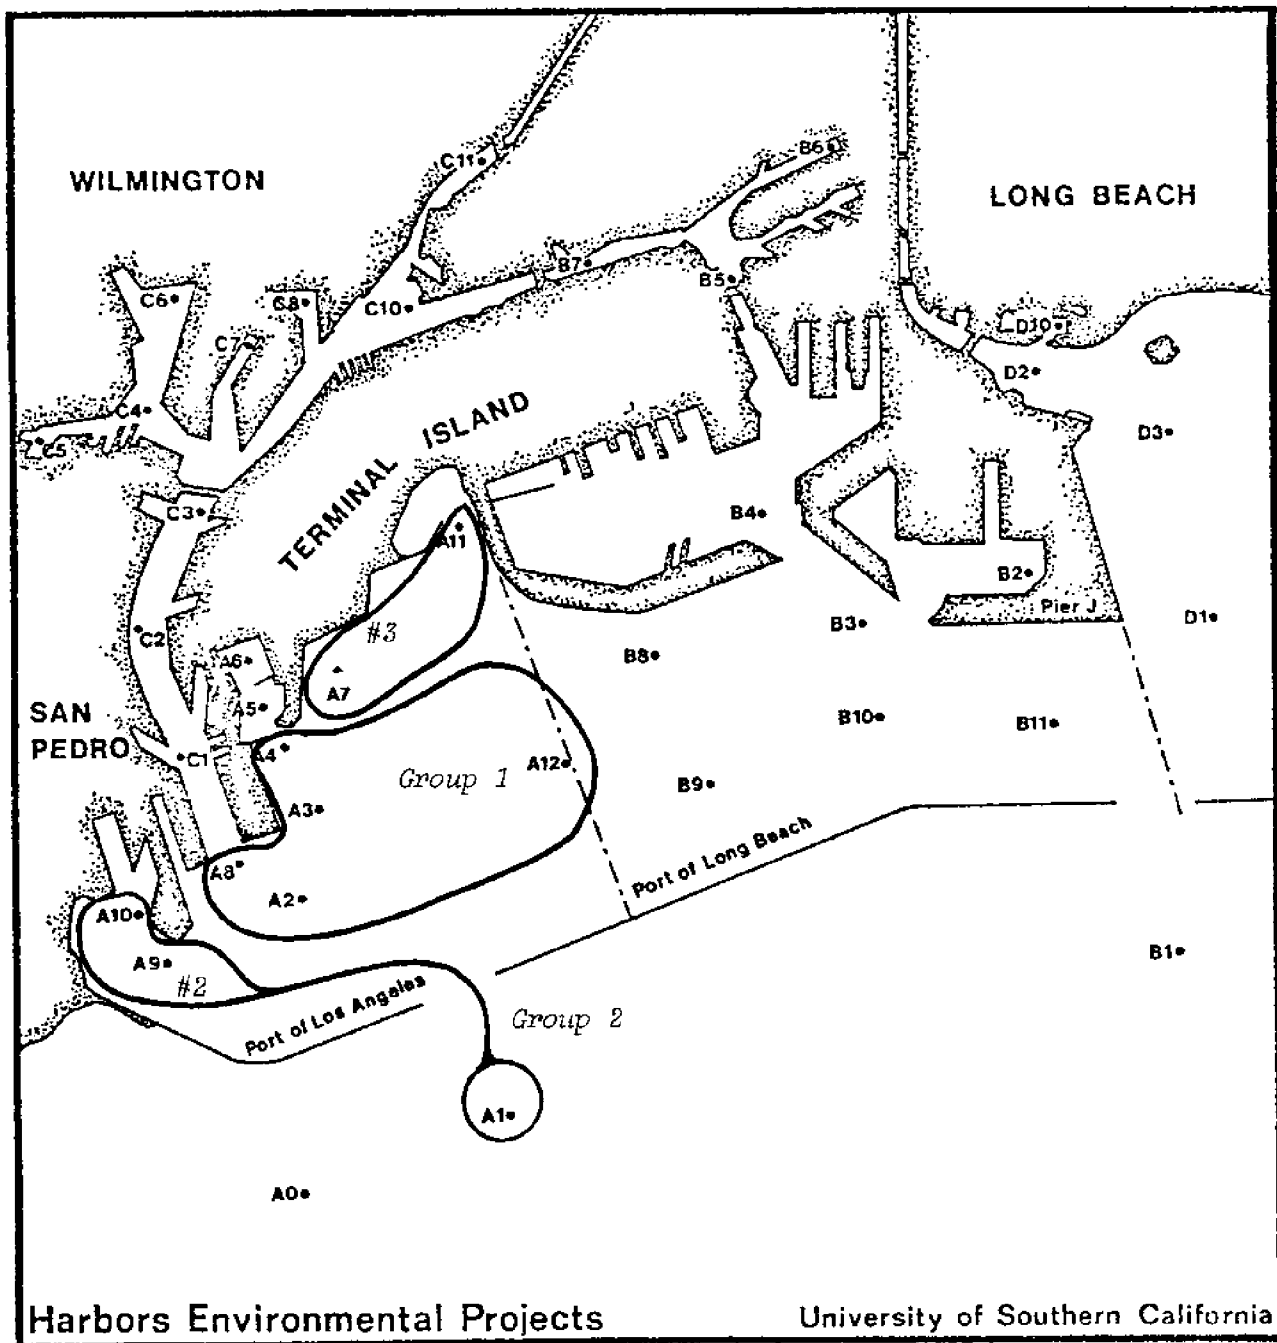 C11
B6
WILMINGTON
LONG BEACH
B7
B5
C6
C8
C10
C7
D10
D2
C4
C5
D3
TERMINAL ISLAND
C3
B4
A11
B2
Pier J
C2
#3
B3
D1
A6
B8
A7
SAN
PEDRO
A5
B10
B11
C1
A4
Group 1
A12
A3
B9
Port of Long Beach
A8
A2
A10
A9
#2
B1
Port of Los Angeles
Group 2
A1
A0
Harbors Environmental Projects
University of Southern California